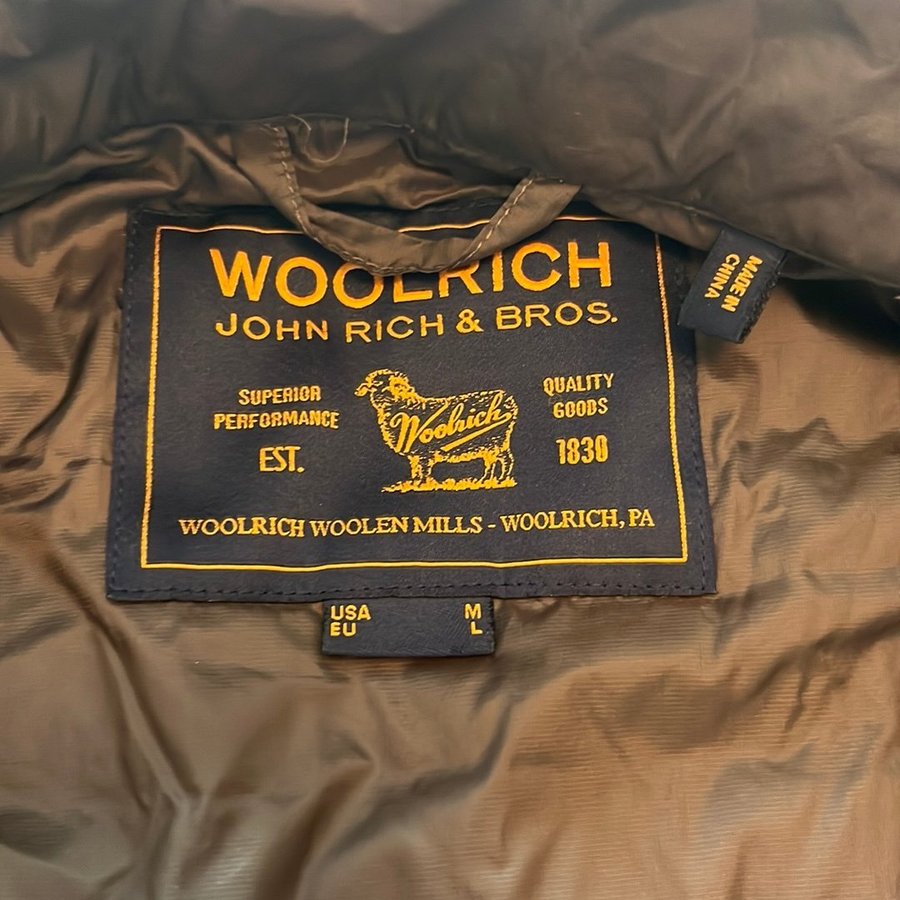 WOOLRICH
JOHN RICH & BROS.
SUPERIOR
PERFORMANCE
EST.
Woolrich
QUALITY
GOODS
1830
WOOLRICH WOOLEN MILLS - WOOLRICH, PA
MADE IN
CHINA
USA M
EU L